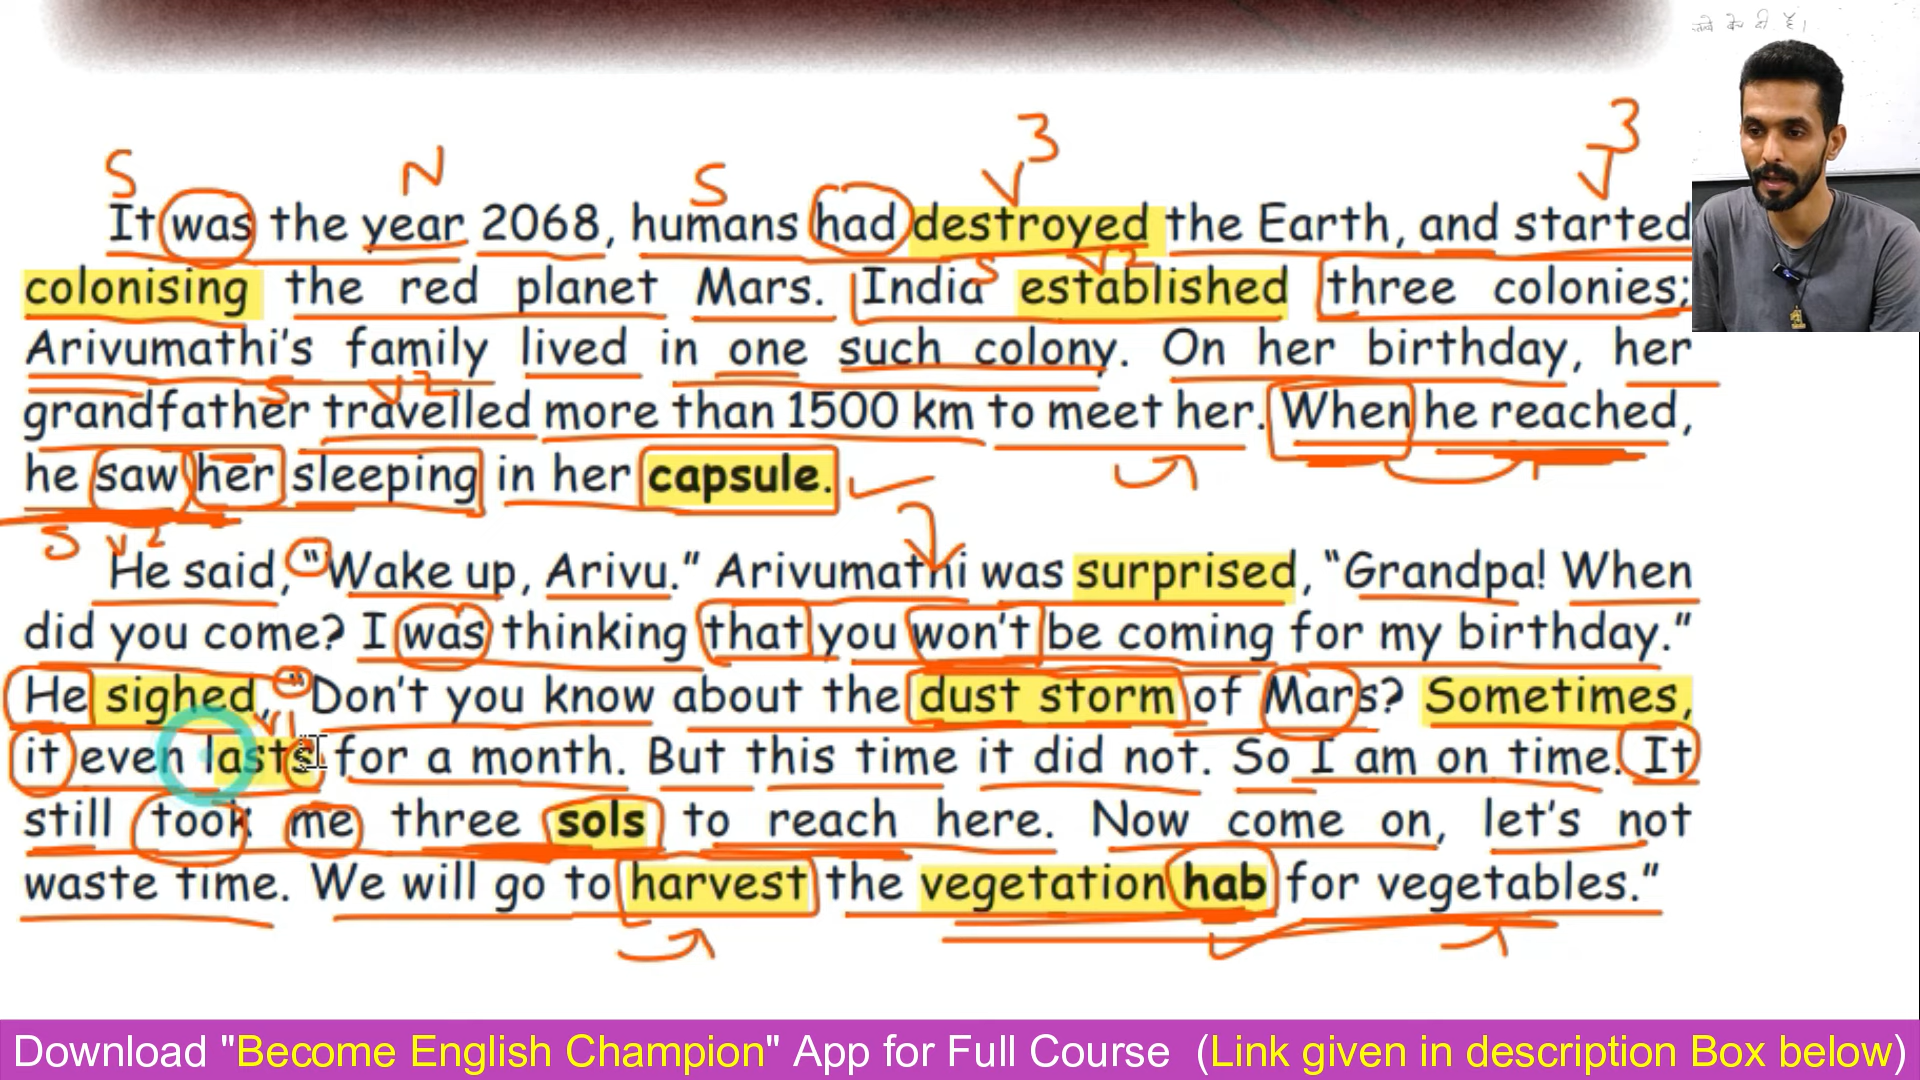 S N S V 3 V 3
It was the year 2068, humans had destroyed the Earth, and started
S V2
colonising the red planet Mars. India established three colonies;
Arivumathi's family lived in one such colony. On her birthday, her
S V2
grandfather travelled more than 1500 km to meet her. When he reached,
he saw her sleeping in her capsule.
S V2
He said, “Wake up, Arivu.” Arivumathi was surprised, “Grandpa! When
did you come? I was thinking that you won't be coming for my birthday.”
He sighed, “Don't you know about the dust storm of Mars? Sometimes,
V1
it even lasts for a month. But this time it did not. So I am on time. It
still took me three sols to reach here. Now come on, let's not
waste time. We will go to harvest the vegetation hab for vegetables.”
Download "Become English Champion" App for Full Course (Link given in description Box below)